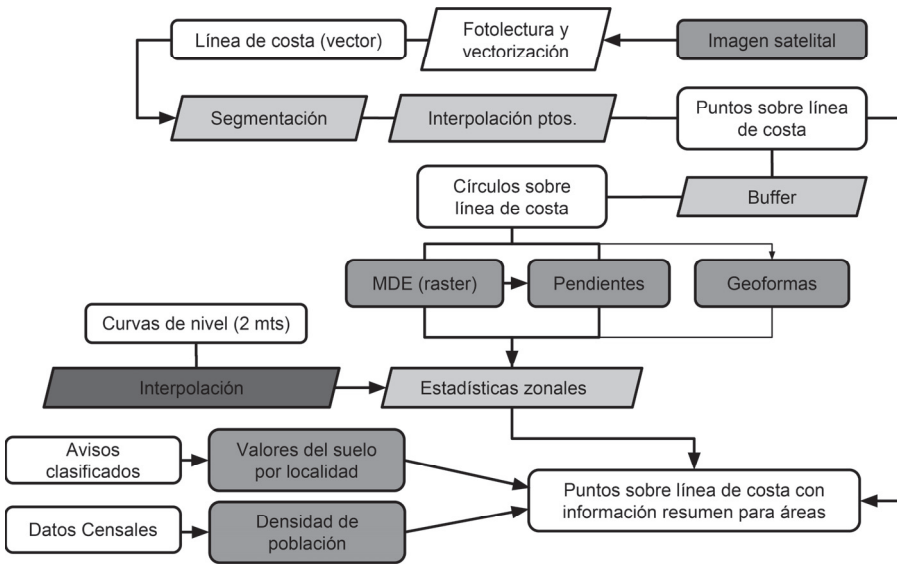 Línea de costa (vector)
Fotolectura y
vectorización
Imagen satelital
Segmentación
Interpolación ptos.
Puntos sobre línea
de costa
Círculos sobre
línea de costa
Buffer
MDE (raster)
Pendientes
Geoformas
Curvas de nivel (2 mts)
Interpolación
Estadísticas zonales
Avisos
clasificados
Valores del suelo
por localidad
Puntos sobre línea de costa con
información resumen para áreas
Datos Censales
Densidad de
población